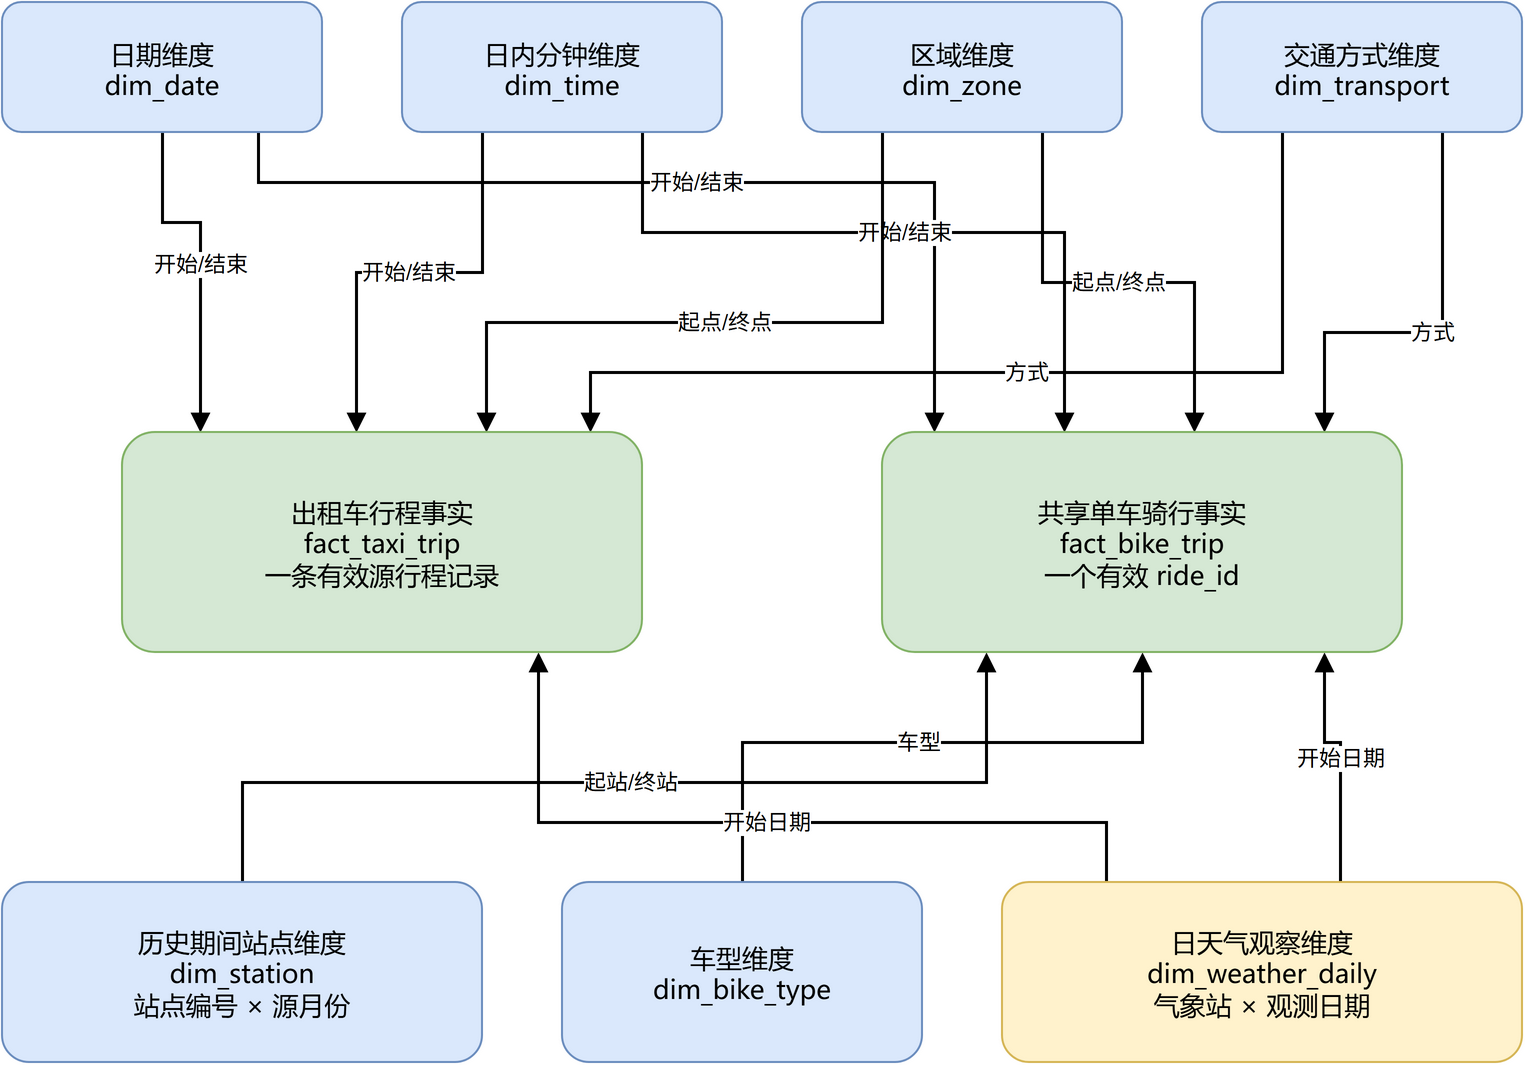 日期维度
dim_date
日内分钟维度
dim_time
区域维度
dim_zone
交通方式维度
dim_transport
开始/结束
开始/结束
开始/结束
开始/结束
起点/终点
起点/终点
方式
方式
出租车行程事实
fact_taxi_trip
一条有效源行程记录
共享单车骑行事实
fact_bike_trip
一个有效 ride_id
车型
开始日期
起站/终站
开始日期
历史期间站点维度
dim_station
站点编号 × 源月份
车型维度
dim_bike_type
日天气观察维度
dim_weather_daily
气象站 × 观测日期